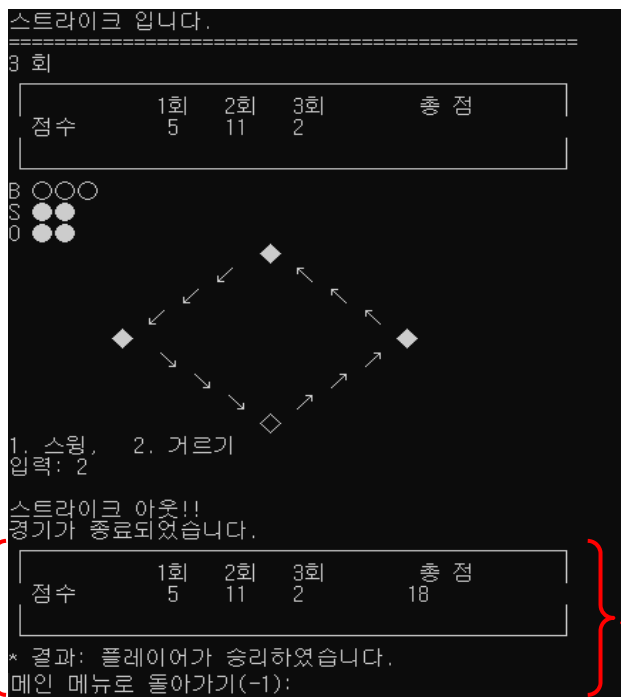 스트라이크 입니다.
==================================================
3 회
1회 2회 3회 총 점
점수 5 11 2
B ○○○
S ●●
O ●●
1. 스윙, 2. 거르기
입력: 2
스트라이크 아웃!!
경기가 종료되었습니다.
1회 2회 3회 총 점
점수 5 11 2 18
* 결과: 플레이어가 승리하였습니다.
메인 메뉴로 돌아가기(-1):